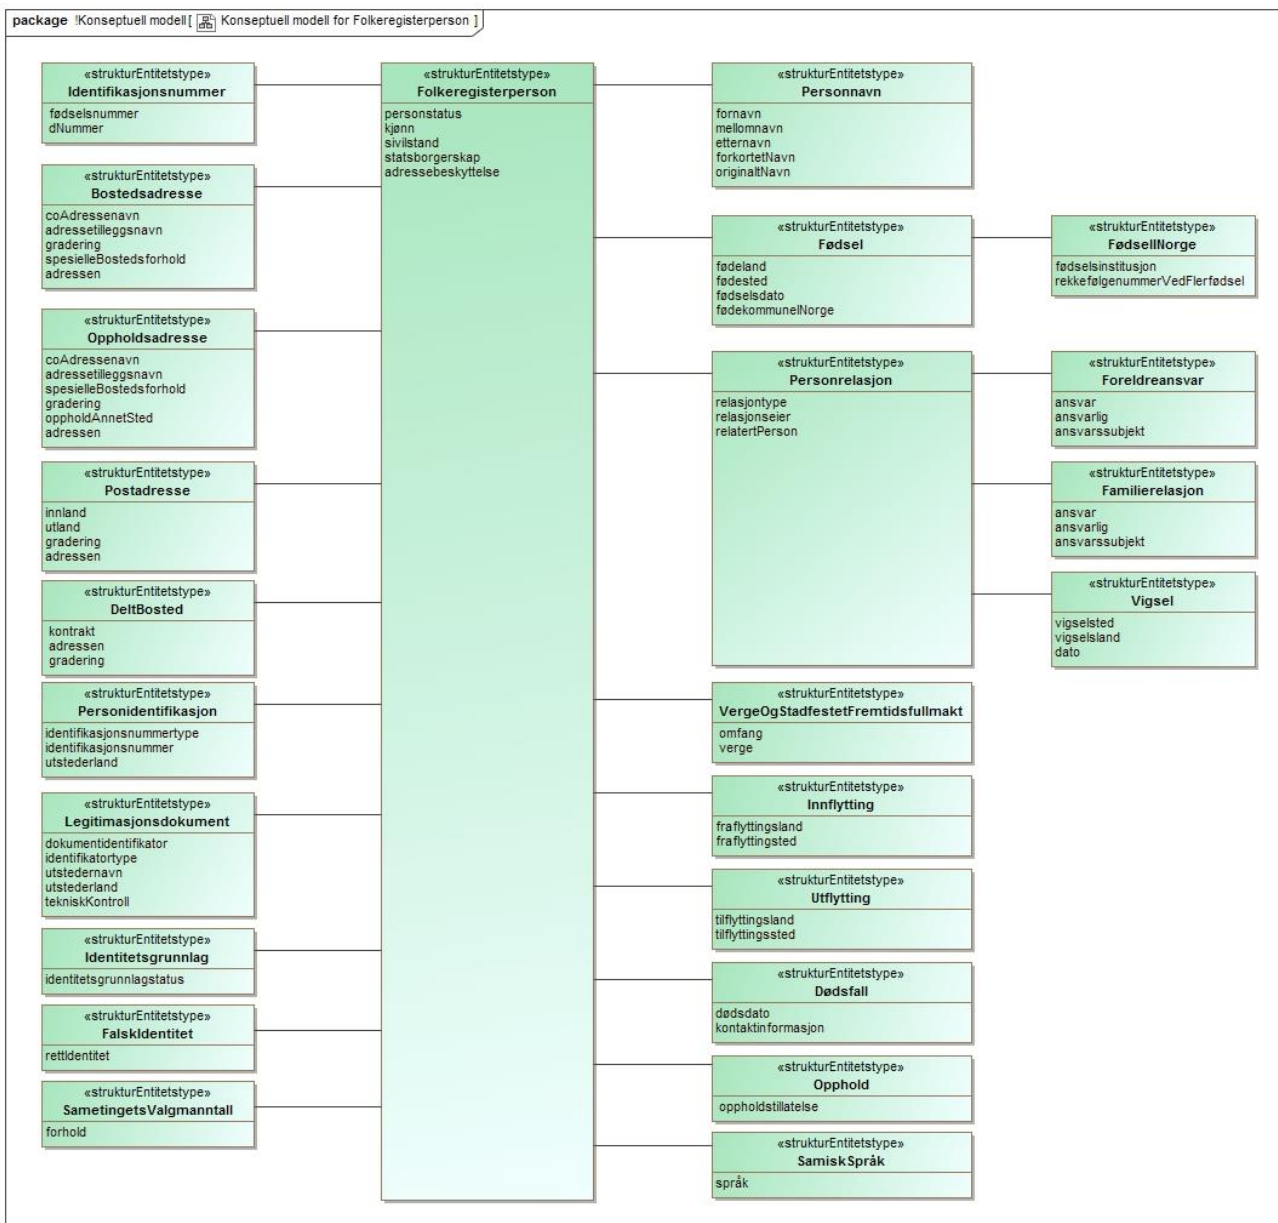 package !Konseptuell modell[ Konseptuell modell for Folkeregisterperson ]
«strukturEntitetstype»
Identifikasjonsnummer
fødselsnummer
dNummer
«strukturEntitetstype»
Bostedsadresse
coAdressenavn
adressetilleggsnavn
gradering
spesielleBostedsforhold
adressen
«strukturEntitetstype»
Oppholdsadresse
coAdressenavn
adressetilleggsnavn
spesielleBostedsforhold
gradering
oppholdAnnetSted
adressen
«strukturEntitetstype»
Postadresse
innland
utland
gradering
adressen
«strukturEntitetstype»
DeltBosted
kontrakt
adressen
gradering
«strukturEntitetstype»
Personidentifikasjon
identifikasjonsnummertype
identifikasjonsnummer
utstederland
«strukturEntitetstype»
Legitimasjonsdokument
dokumentidentifikator
identifikatortype
utstedernavn
utstederland
tekniskKontroll
«strukturEntitetstype»
Identitetsgrunnlag
identitetsgrunnlagstatus
«strukturEntitetstype»
FalskIdentitet
rettIdentitet
«strukturEntitetstype»
SametingetsValgmanntall
forhold
«strukturEntitetstype»
Folkeregisterperson
personstatus
kjønn
sivilstand
statsborgerskap
adressebeskyttelse
«strukturEntitetstype»
Personnavn
fornavn
mellomnavn
etternavn
forkortetNavn
originaltNavn
«strukturEntitetstype»
Fødsel
fødeland
fødested
fødselsdato
fødekommuneINorge
«strukturEntitetstype»
FødselINorge
fødselsinstitusjon
rekkefølgenummerVedFlerfødsel
«strukturEntitetstype»
Personrelasjon
relasjontype
relasjonseier
relatertPerson
«strukturEntitetstype»
Foreldreansvar
ansvar
ansvarlig
ansvarssubjekt
«strukturEntitetstype»
Familierelasjon
ansvar
ansvarlig
ansvarssubjekt
«strukturEntitetstype»
Vigsel
vigselsted
vigselsland
dato
«strukturEntitetstype»
VergeOgStadfestetFremtidsfullmakt
omfang
verge
«strukturEntitetstype»
Innflytting
fraflyttingsland
fraflyttingsted
«strukturEntitetstype»
Utflytting
tilflyttingsland
tilflyttingssted
«strukturEntitetstype»
Dødsfall
dødsdato
kontaktinformasjon
«strukturEntitetstype»
Opphold
oppholdstillatelse
«strukturEntitetstype»
SamiskSpråk
språk